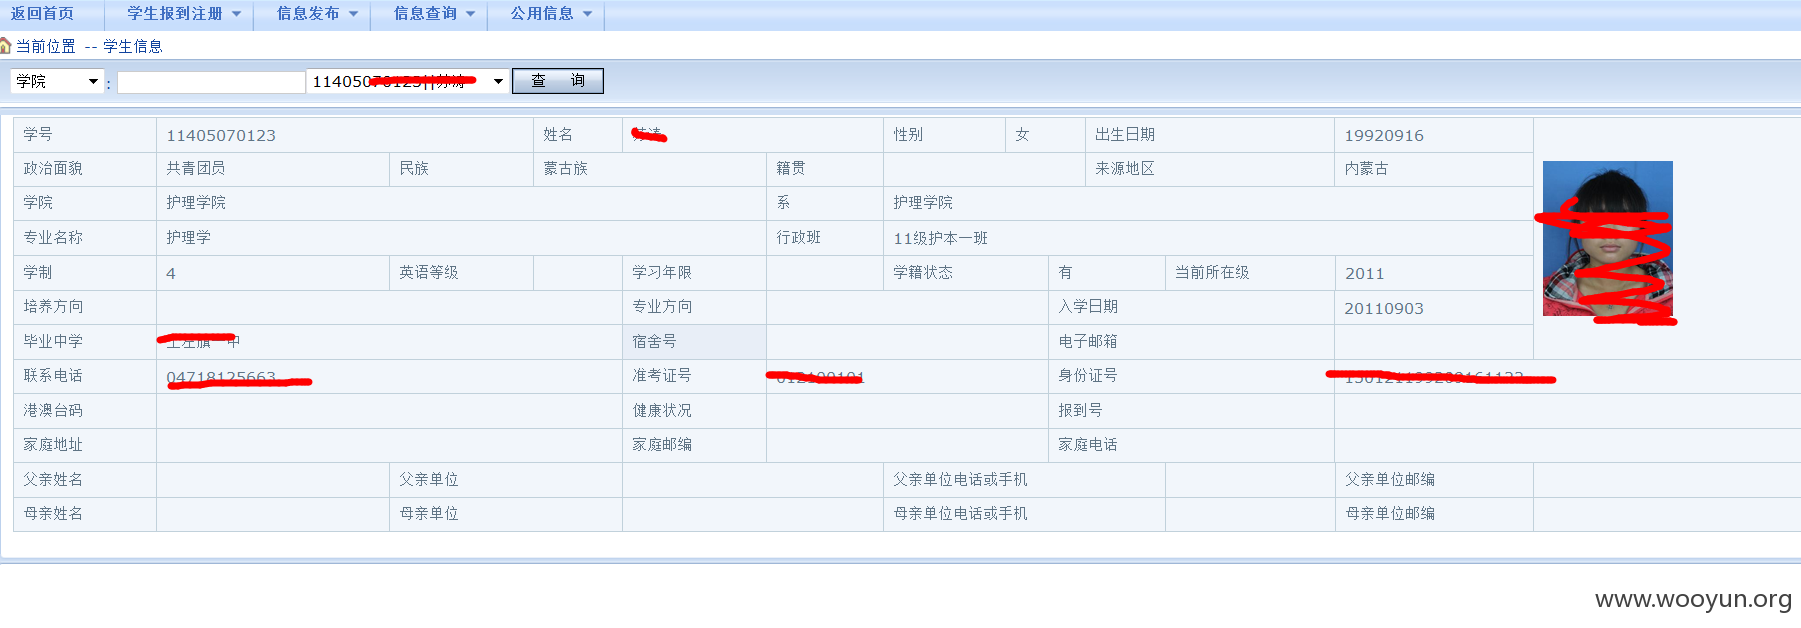 返回首页 学生报到注册 信息发布 信息查询 公用信息
当前位置 -- 学生信息
学院 : 查 询
学号 11405070123 姓名 性别 女 出生日期 19920916
政治面貌 共青团员 民族 蒙古族 籍贯 来源地区 内蒙古
学院 护理学院 系 护理学院
专业名称 护理学 行政班 11级护本一班
学制 4 英语等级 学习年限 学籍状态 有 当前所在级 2011
培养方向 专业方向 入学日期 20110903
毕业中学 宿舍号 电子邮箱
联系电话 准考证号 身份证号
港澳台码 健康状况 报到号
家庭地址 家庭邮编 家庭电话
父亲姓名 父亲单位 父亲单位电话或手机 父亲单位邮编
母亲姓名 母亲单位 母亲单位电话或手机 母亲单位邮编
www.wooyun.org